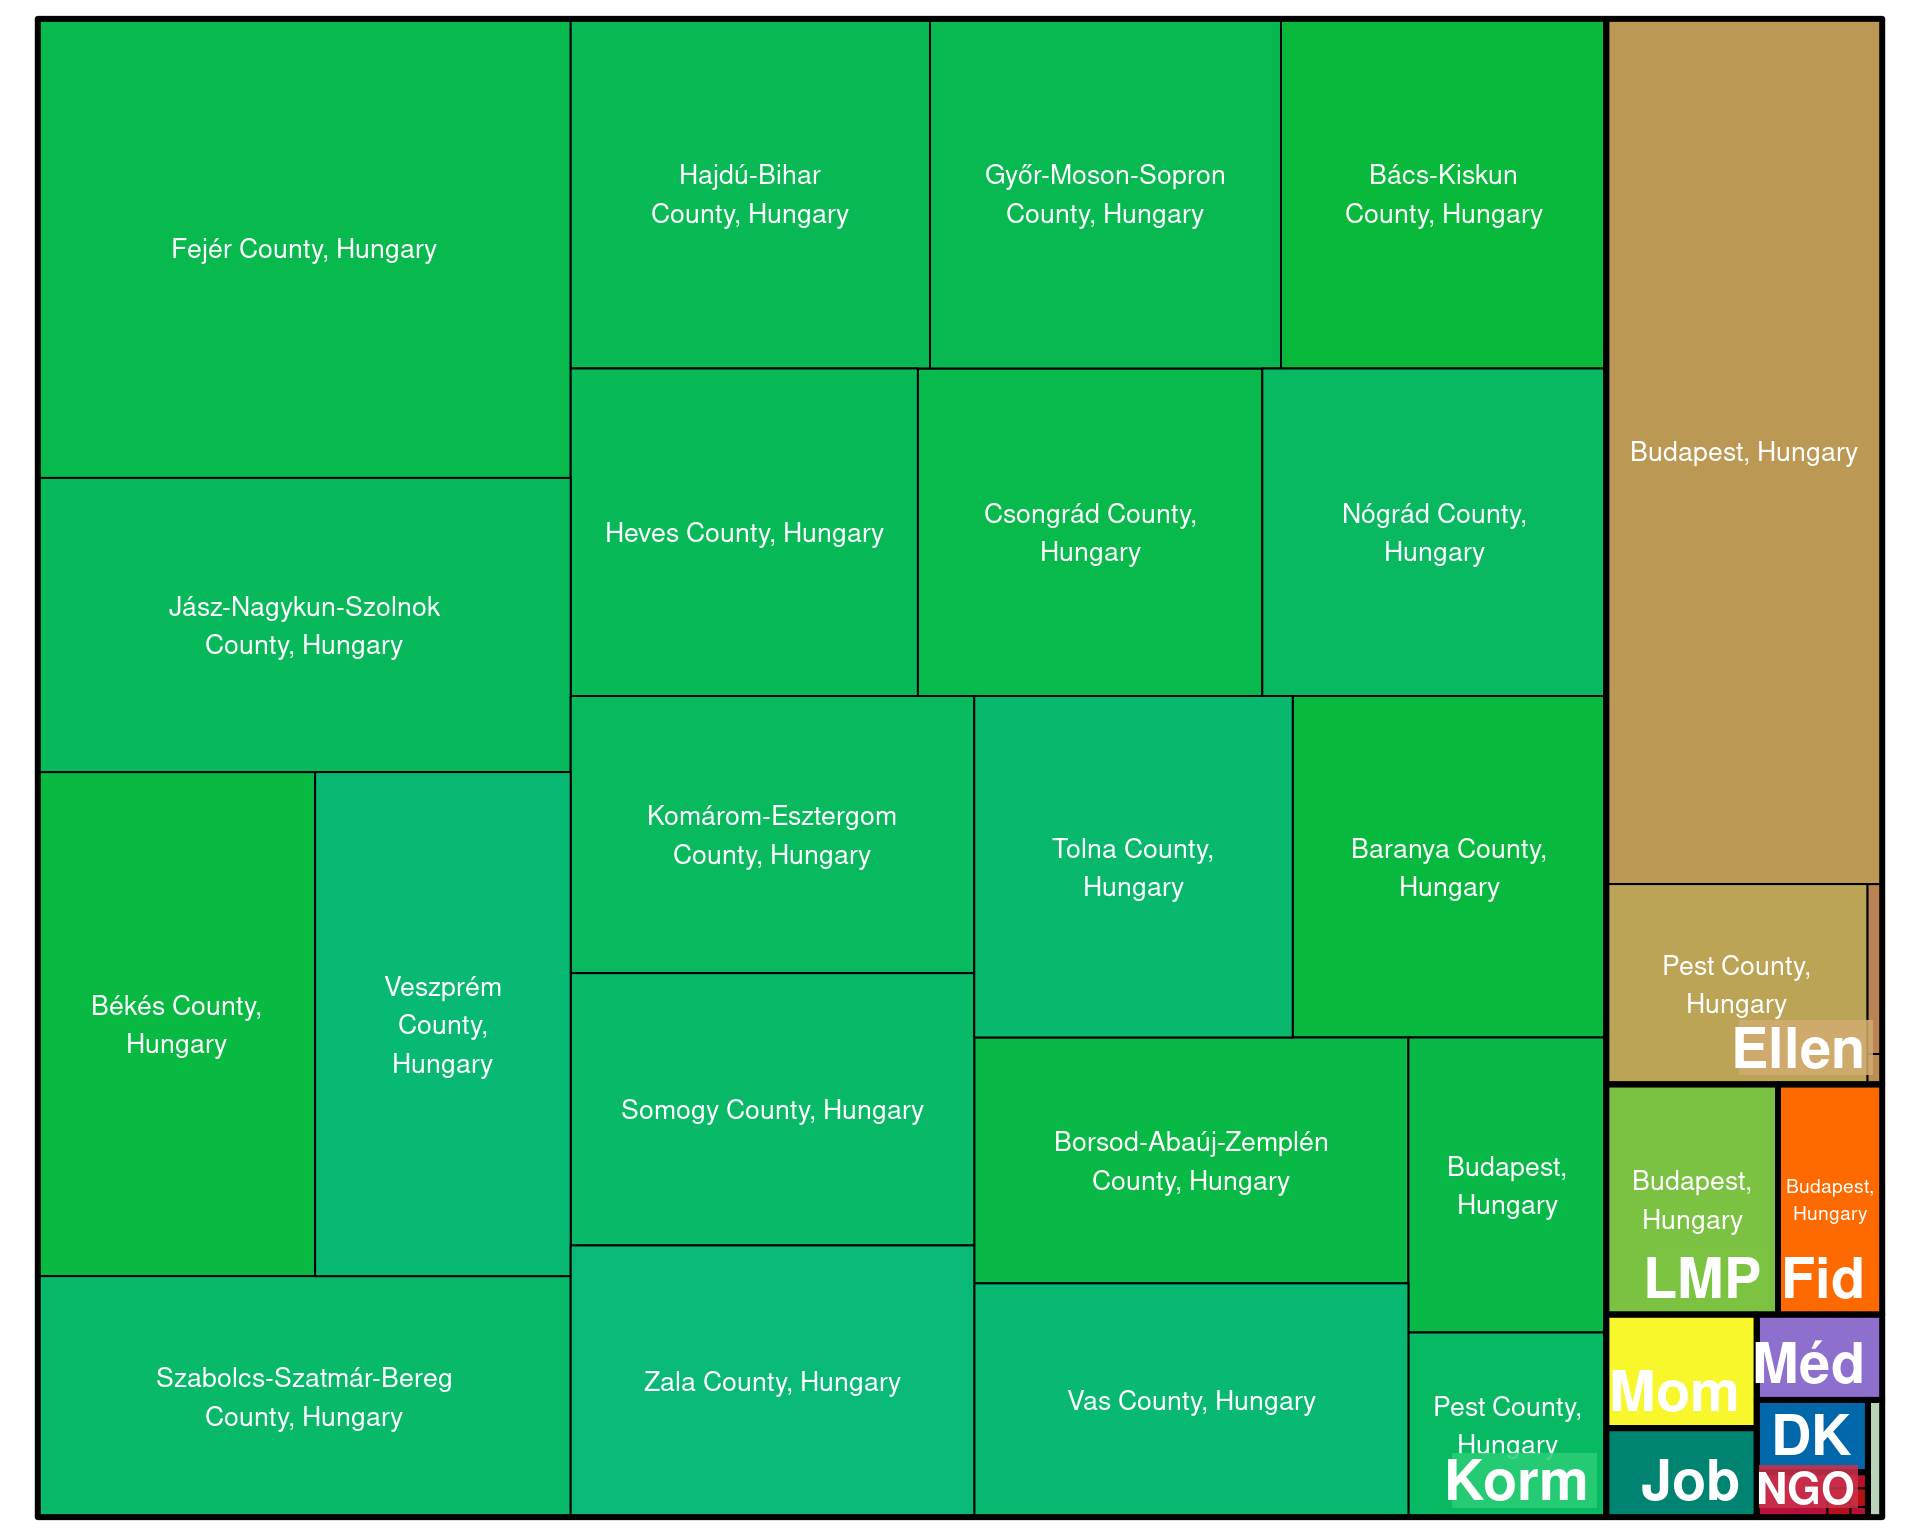 Fejér County, Hungary
Hajdú-Bihar
County, Hungary
Győr-Moson-Sopron
County, Hungary
Bács-Kiskun
County, Hungary
Budapest, Hungary
Jász-Nagykun-Szolnok
County, Hungary
Heves County, Hungary
Csongrád County,
Hungary
Nógrád County,
Hungary
Békés County,
Hungary
Veszprém
County,
Hungary
Komárom-Esztergom
County, Hungary
Tolna County,
Hungary
Baranya County,
Hungary
Pest County,
Hungary
Ellen
Somogy County, Hungary
Borsod-Abaúj-Zemplén
County, Hungary
Budapest,
Hungary
Budapest,
Hungary
LMP
Budapest,
Hungary
Fid
Szabolcs-Szatmár-Bereg
County, Hungary
Zala County, Hungary
Vas County, Hungary
Pest County,
Hungary
Korm
Mom
Méd
Job
DK
NGO